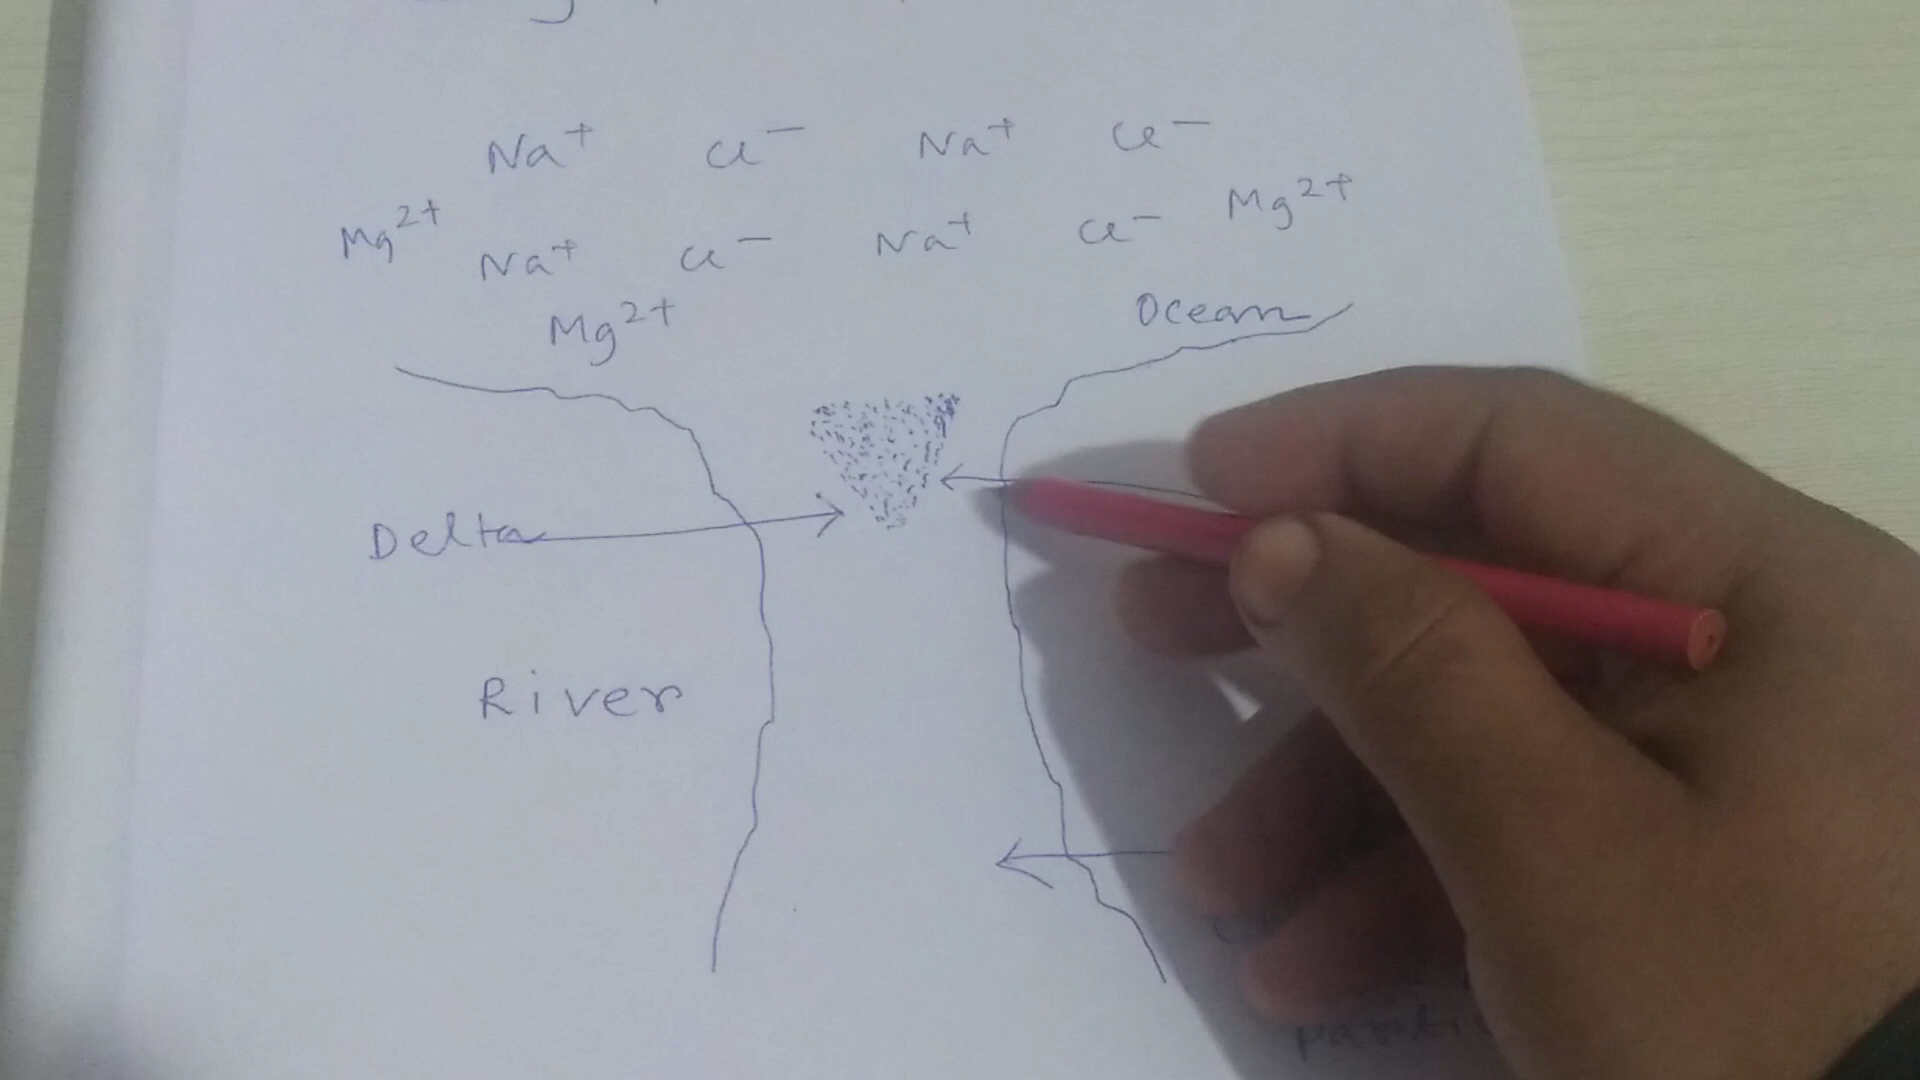 Na+ Cl- Na+ Cl-
Mg2+ Na+ Cl- Na+ Cl- Mg2+
Mg2+
Ocean
Delta
River